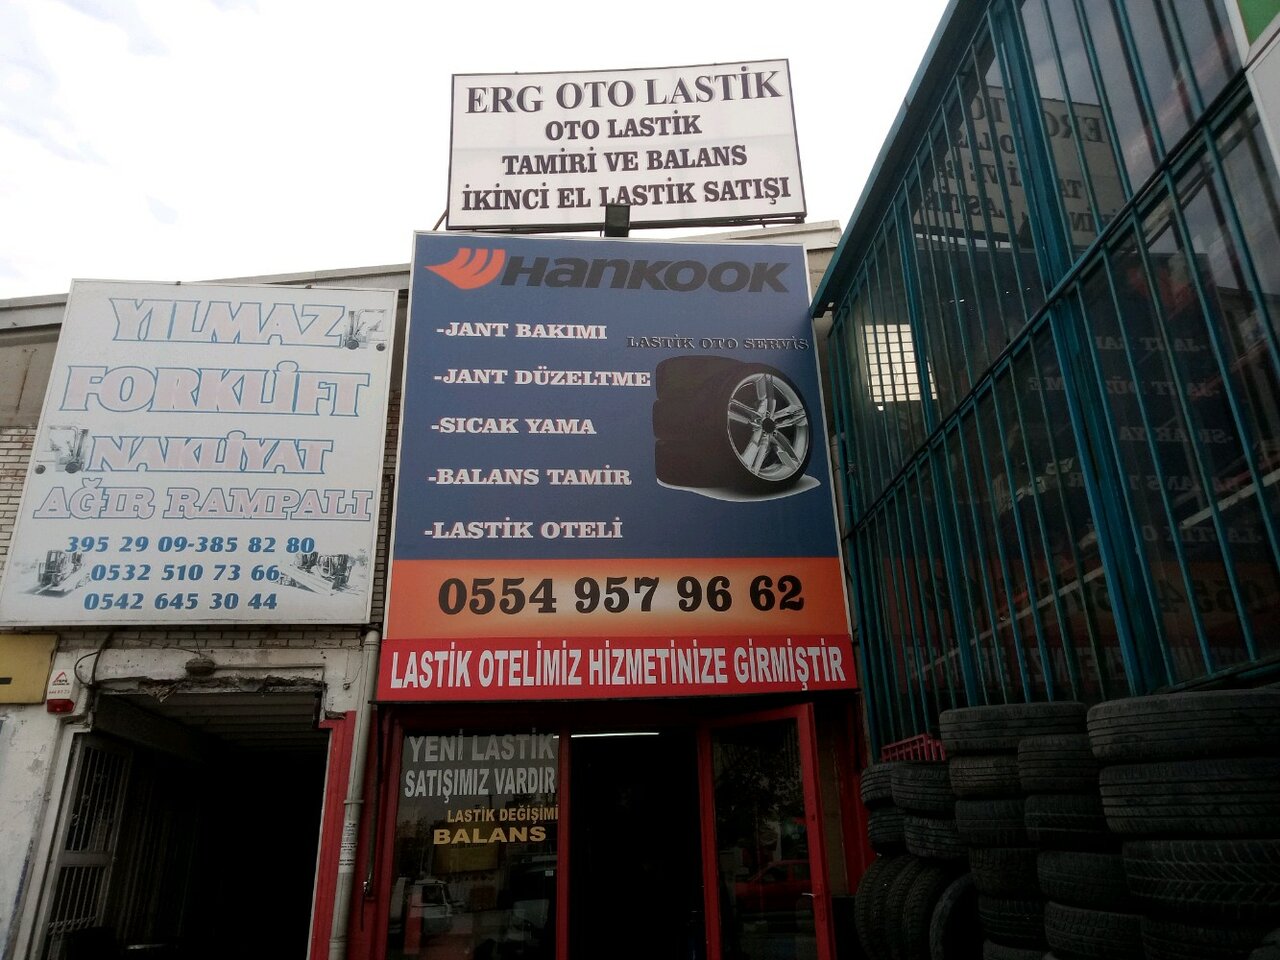 ERG OTO LASTİK
OTO LASTİK
TAMİRİ VE BALANS
İKİNCİ EL LASTİK SATIŞI
HANKOOK
LASTİK OTO SERVİS
-JANT BAKIMI
-JANT DÜZELTME
-SICAK YAMA
-BALANS TAMİR
-LASTİK OTELİ
0554 957 96 62
LASTİK OTELİMİZ HİZMETİNİZE GİRMİŞTİR
YENİ LASTİK
SATIŞIMIZ VARDIR
LASTİK DEĞİŞİMİ
BALANS
YILMAZ
FORKLİFT
NAKLİYAT
AĞIR RAMPALI
395 29 09-385 82 80
0532 510 73 66
0542 645 30 44